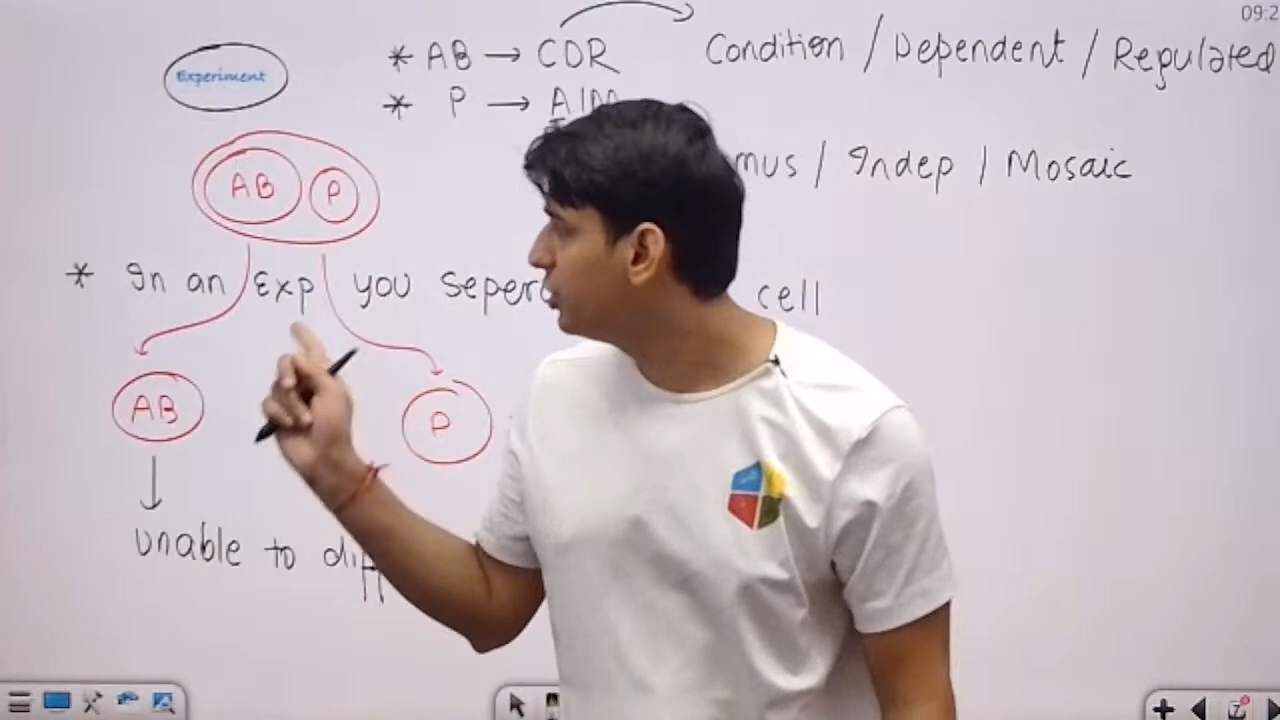 09:2
Experiment
* AB → CDR Condition / Dependent / Regulated
* P →
/ Indep / Mosaic
AB P
* In an Exp you cell
AB P
unable to